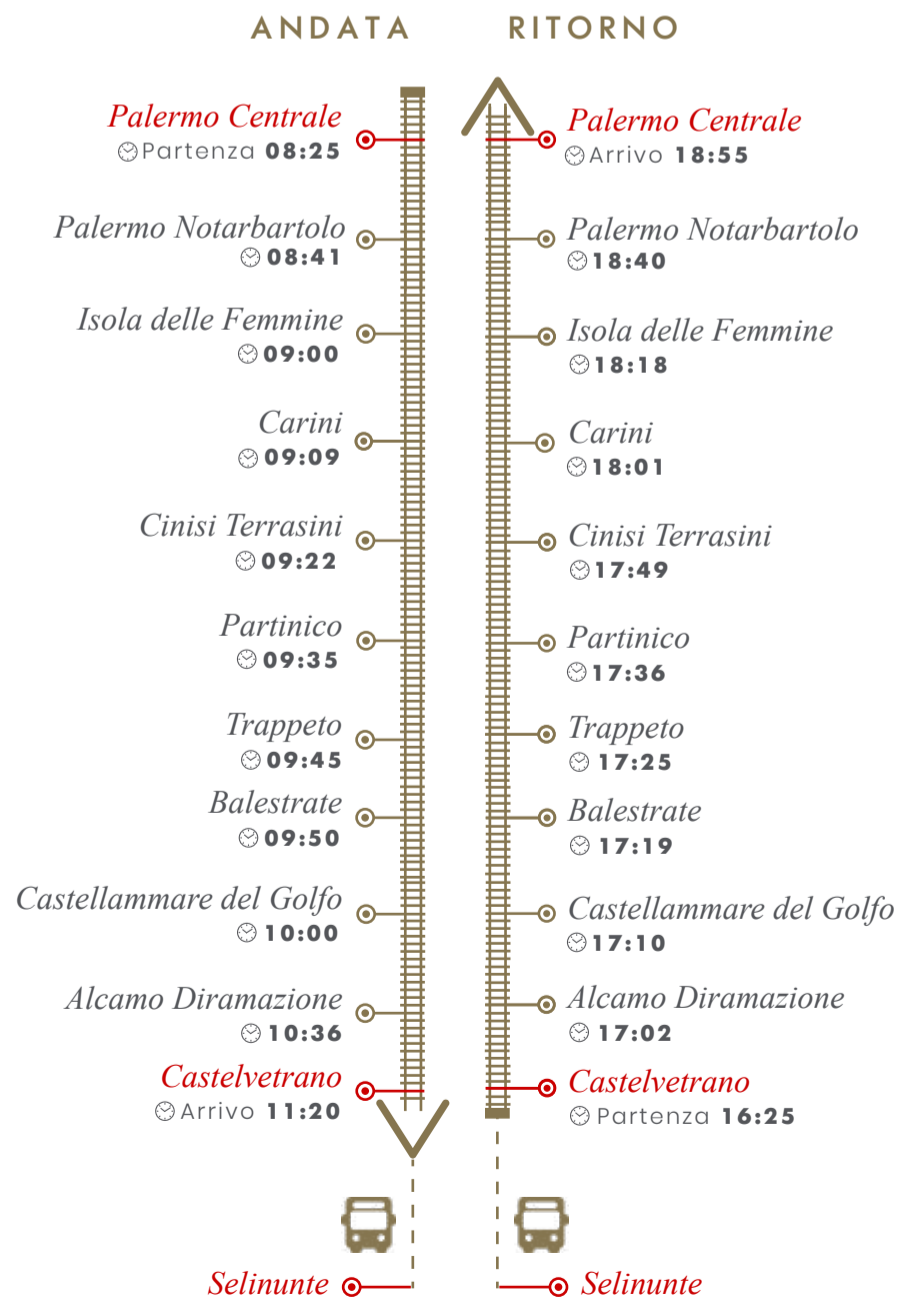 ANDATA
Palermo Centrale
Partenza 08:25
Palermo Notarbartolo
08:41
Isola delle Femmine
09:00
Carini
09:09
Cinisi Terrasini
09:22
Partinico
09:35
Trappeto
09:45
Balestrate
09:50
Castellammare del Golfo
10:00
Alcamo Diramazione
10:36
Castelvetrano
Arrivo 11:20
Selinunte
RITORNO
Palermo Centrale
Arrivo 18:55
Palermo Notarbartolo
18:40
Isola delle Femmine
18:18
Carini
18:01
Cinisi Terrasini
17:49
Partinico
17:36
Trappeto
17:25
Balestrate
17:19
Castellammare del Golfo
17:10
Alcamo Diramazione
17:02
Castelvetrano
Partenza 16:25
Selinunte